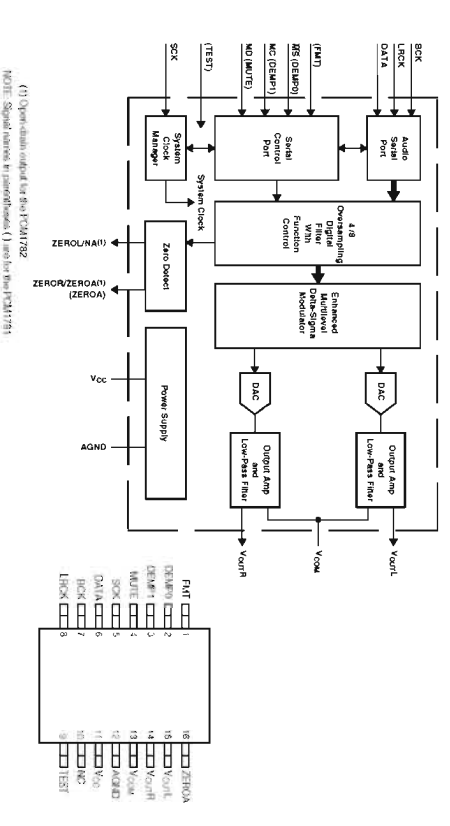 BCK
LRCK
DATA
(FMT)
MS (DEMP0)
MC (DEMP1)
MD (MUTE)
(TEST)
SCK
Audio
Serial
Port
Serial
Control
Port
System
Clock
Manager
System Clock
4/8
Oversampling
Digital
Filter
With
Function
Control
Zero Detect
ZEROL/NA(1)
ZEROR/ZEROA(1)
(ZEROA)
Enhanced
Multilevel
Delta-Sigma
Modulator
Power Supply
VCC
AGND
DAC
DAC
Output Amp
and
Low-Pass Filter
Output Amp
and
Low-Pass Filter
VOUTL
VCOM
VOUTR
(1) Open-drain output for the PCM1782
NOTE: Signal names in parentheses ( ) are for the PCM1781.
FMT 1 16 ZEROA
DEMP0 2 15 VOUTL
DEMP1 3 14 VOUTR
MUTE 4 13 VCOM
SCK 5 12 AGND
DATA 6 11 VCC
BCK 7 10 NC
LRCK 8 9 TEST